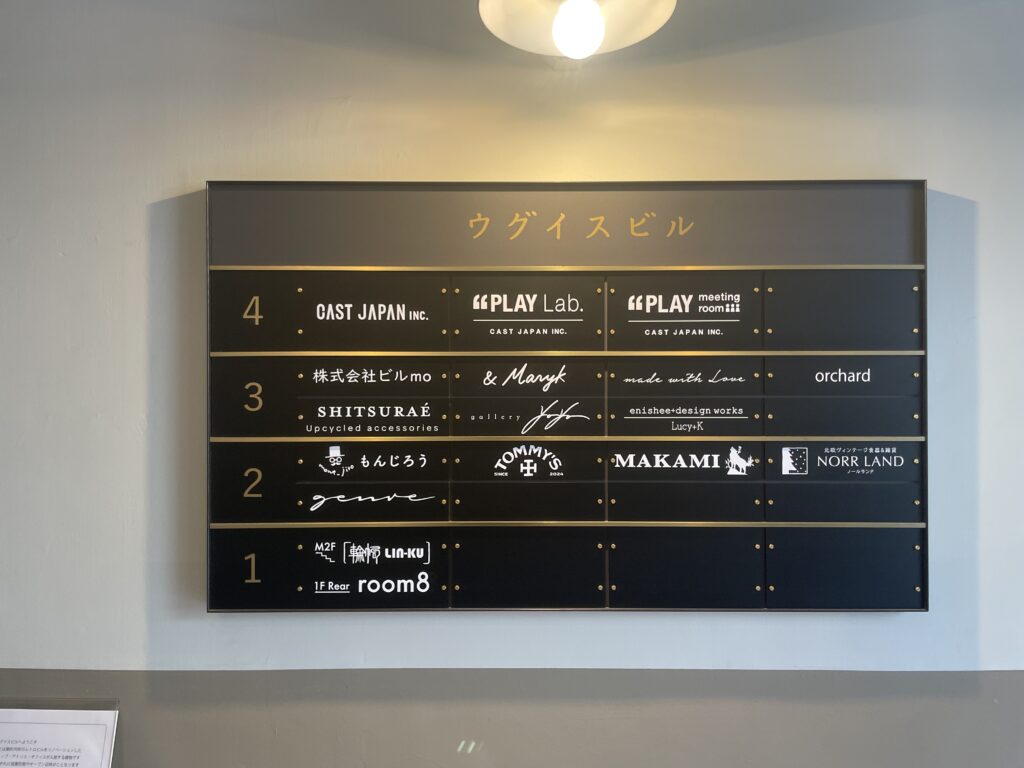 ウグイスビル
4
CAST JAPAN INC.
“PLAY Lab.
CAST JAPAN INC.
“PLAY meeting room
CAST JAPAN INC.
3
株式会社ビルmo
& Maryk
made with Love
orchard
SHITSURAÉ
Upcycled accessories
gallery YoYo
enishee+design works
Lucy+K
2
mone_jiro もんじろう
TOMMY'S
SINCE 2024
MAKAMI
北欧ヴィンテージ食器&雑貨
NORR LAND
ノールランド
genve
1
M2F [輪空 LIN-KU]
1F Rear room8